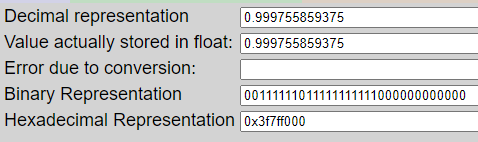 Decimal representation 0.999755859375
Value actually stored in float: 0.999755859375
Error due to conversion:
Binary Representation 00111111011111111111000000000000
Hexadecimal Representation 0x3f7ff000